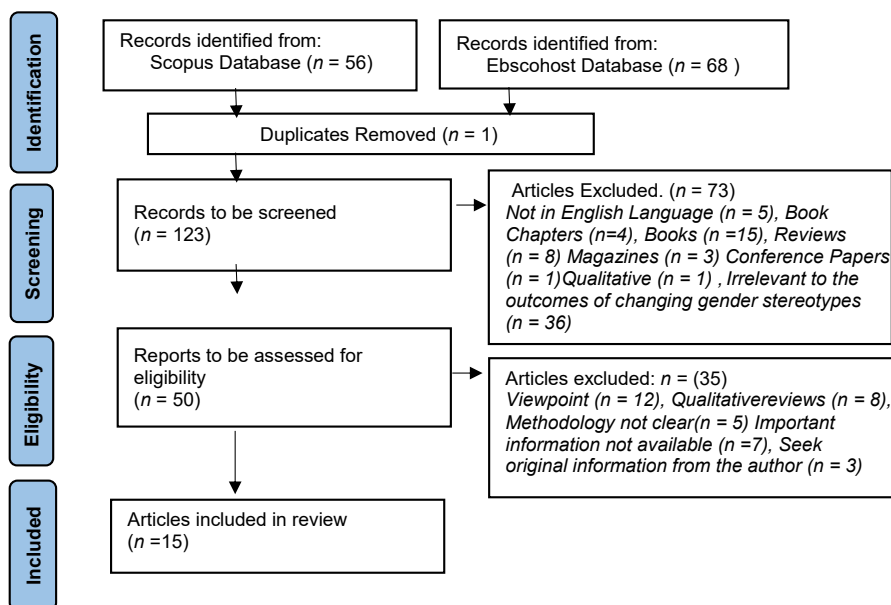 Identification
Records identified from:
Scopus Database (n = 56)
Records identified from:
Ebscohost Database (n = 68 )
Duplicates Removed (n = 1)
Screening
Records to be screened
(n = 123)
Articles Excluded. (n = 73)
Not in English Language (n = 5), Book
Chapters (n=4), Books (n =15), Reviews
(n = 8) Magazines (n = 3) Conference Papers
(n = 1)Qualitative (n = 1) , Irrelevant to the
outcomes of changing gender stereotypes
(n = 36)
Eligibility
Reports to be assessed for
eligibility
(n = 50)
Articles excluded: n = (35)
Viewpoint (n = 12), Qualitativereviews (n = 8),
Methodology not clear(n = 5) Important
information not available (n =7), Seek
original information from the author (n = 3)
Included
Articles included in review
(n =15)